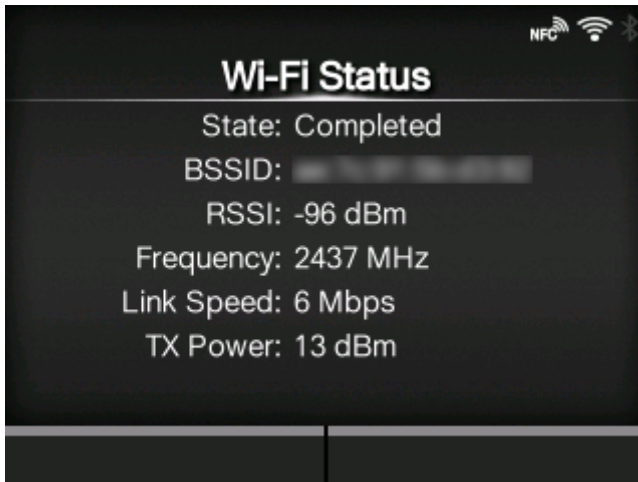 NFC
Wi-Fi Status
State: Completed
BSSID:
RSSI: -96 dBm
Frequency: 2437 MHz
Link Speed: 6 Mbps
TX Power: 13 dBm